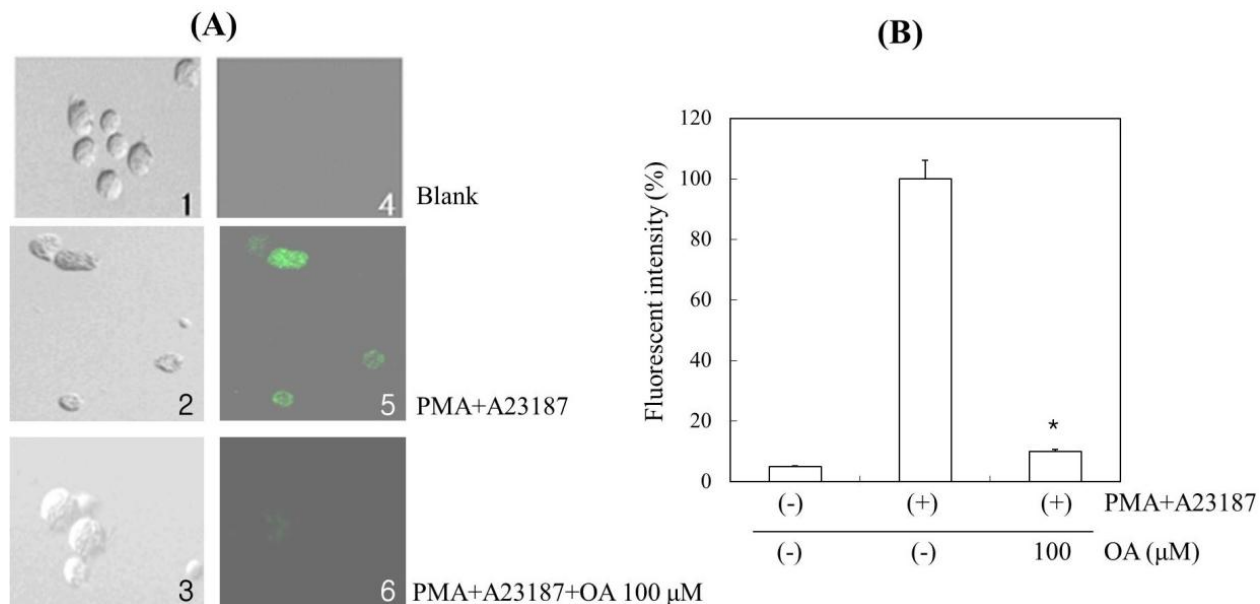 (A)
1
4
Blank
2
5
PMA+A23187
3
6
PMA+A23187+OA 100 μM
(B)
Fluorescent intensity (%)
120
100
80
60
40
20
0
*
(-) (+) (+) PMA+A23187
(-) (-) 100 OA (μM)